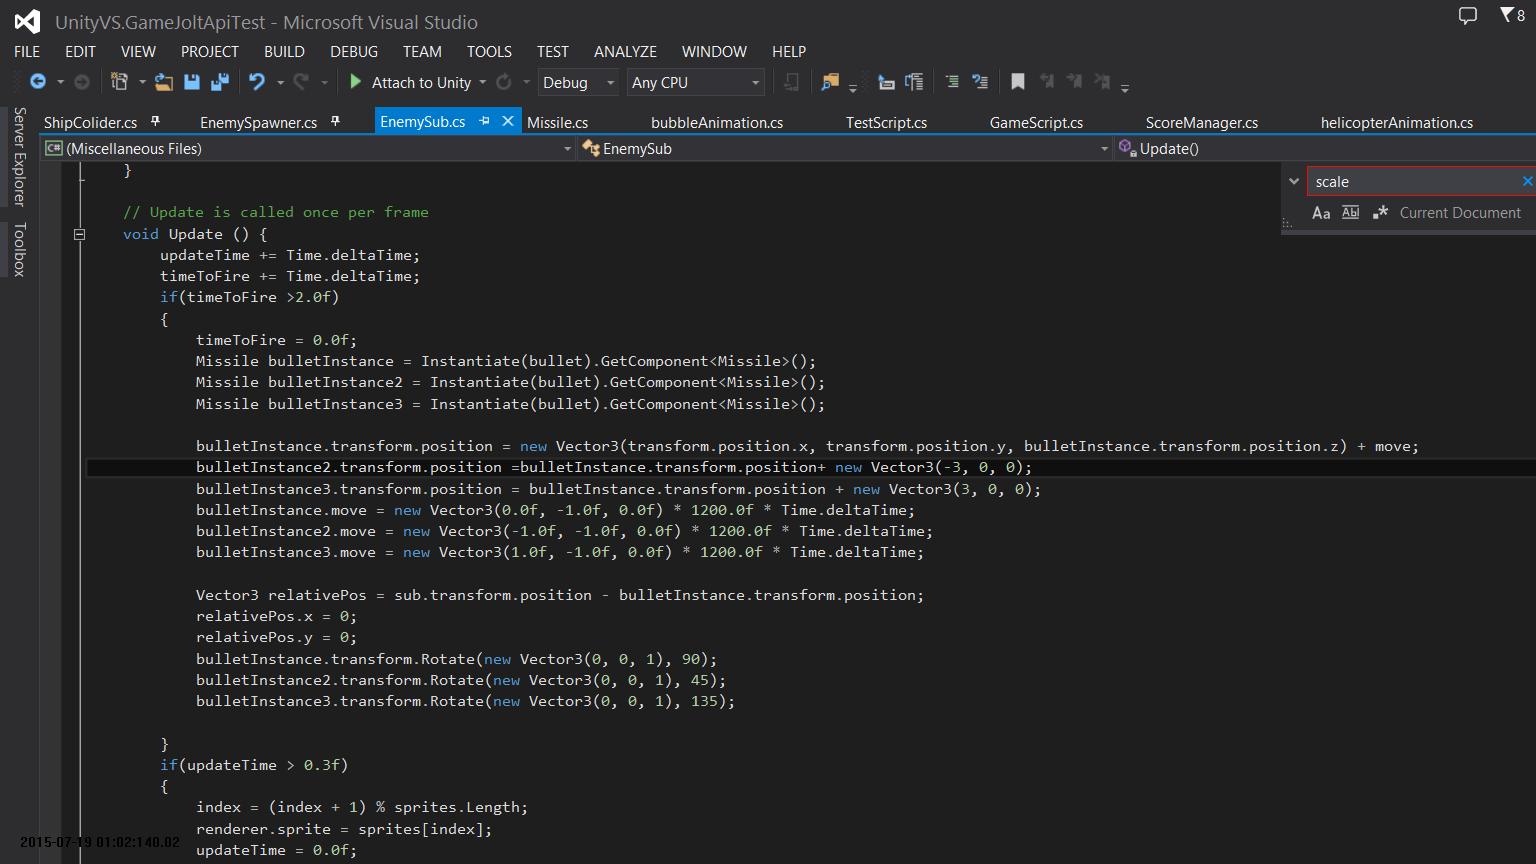 UnityVS.GameJoltApiTest - Microsoft Visual Studio
8
FILE EDIT VIEW PROJECT BUILD DEBUG TEAM TOOLS TEST ANALYZE WINDOW HELP
Attach to Unity Debug Any CPU
Server Explorer
Toolbox
ShipColider.cs EnemySpawner.cs EnemySub.cs Missile.cs bubbleAnimation.cs TestScript.cs GameScript.cs ScoreManager.cs helicopterAnimation.cs
C# (Miscellaneous Files) EnemySub Update()
scale
Aa Abl .* Current Document
}
// Update is called once per frame
void Update () {
updateTime += Time.deltaTime;
timeToFire += Time.deltaTime;
if(timeToFire >2.0f)
{
timeToFire = 0.0f;
Missile bulletInstance = Instantiate(bullet).GetComponent<Missile>();
Missile bulletInstance2 = Instantiate(bullet).GetComponent<Missile>();
Missile bulletInstance3 = Instantiate(bullet).GetComponent<Missile>();
bulletInstance.transform.position = new Vector3(transform.position.x, transform.position.y, bulletInstance.transform.position.z) + move;
bulletInstance2.transform.position =bulletInstance.transform.position+ new Vector3(-3, 0, 0);
bulletInstance3.transform.position = bulletInstance.transform.position + new Vector3(3, 0, 0);
bulletInstance.move = new Vector3(0.0f, -1.0f, 0.0f) * 1200.0f * Time.deltaTime;
bulletInstance2.move = new Vector3(-1.0f, -1.0f, 0.0f) * 1200.0f * Time.deltaTime;
bulletInstance3.move = new Vector3(1.0f, -1.0f, 0.0f) * 1200.0f * Time.deltaTime;
Vector3 relativePos = sub.transform.position - bulletInstance.transform.position;
relativePos.x = 0;
relativePos.y = 0;
bulletInstance.transform.Rotate(new Vector3(0, 0, 1), 90);
bulletInstance2.transform.Rotate(new Vector3(0, 0, 1), 45);
bulletInstance3.transform.Rotate(new Vector3(0, 0, 1), 135);
}
if(updateTime > 0.3f)
{
index = (index + 1) % sprites.Length;
renderer.sprite = sprites[index];
updateTime = 0.0f;
2015-07-19 01:02:140.02